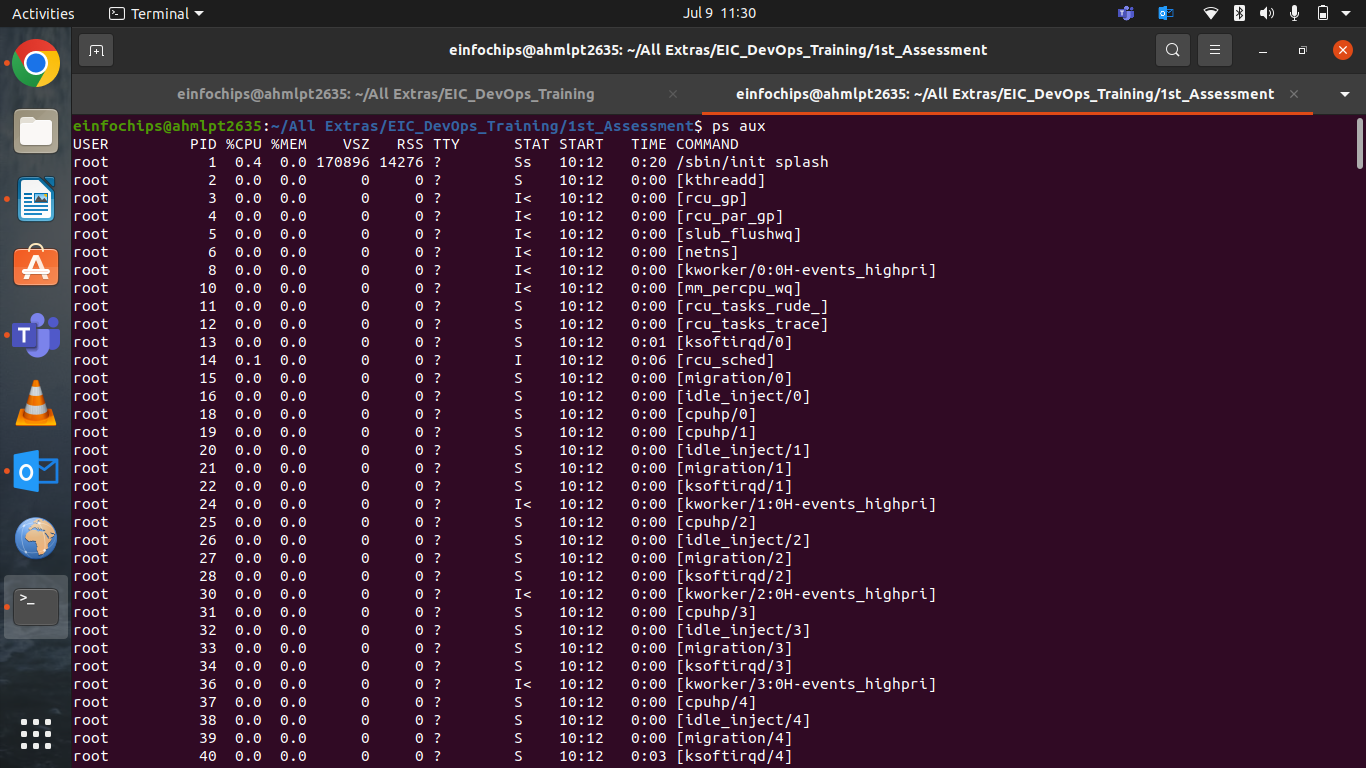 Activities Terminal Jul 9 11:30
einfochips@ahmlpt2635: ~/All Extras/EIC_DevOps_Training/1st_Assessment
einfochips@ahmlpt2635: ~/All Extras/EIC_DevOps_Training × einfochips@ahmlpt2635: ~/All Extras/EIC_DevOps_Training/1st_Assessment ×
einfochips@ahmlpt2635:~/All Extras/EIC_DevOps_Training/1st_Assessment$ ps aux
USER PID %CPU %MEM VSZ RSS TTY STAT START TIME COMMAND
root 1 0.4 0.0 170896 14276 ? Ss 10:12 0:20 /sbin/init splash
root 2 0.0 0.0 0 0 ? S 10:12 0:00 [kthreadd]
root 3 0.0 0.0 0 0 ? I< 10:12 0:00 [rcu_gp]
root 4 0.0 0.0 0 0 ? I< 10:12 0:00 [rcu_par_gp]
root 5 0.0 0.0 0 0 ? I< 10:12 0:00 [slub_flushwq]
root 6 0.0 0.0 0 0 ? I< 10:12 0:00 [netns]
root 8 0.0 0.0 0 0 ? I< 10:12 0:00 [kworker/0:0H-events_highpri]
root 10 0.0 0.0 0 0 ? I< 10:12 0:00 [mm_percpu_wq]
root 11 0.0 0.0 0 0 ? S 10:12 0:00 [rcu_tasks_rude_]
root 12 0.0 0.0 0 0 ? S 10:12 0:00 [rcu_tasks_trace]
root 13 0.0 0.0 0 0 ? S 10:12 0:01 [ksoftirqd/0]
root 14 0.1 0.0 0 0 ? I 10:12 0:06 [rcu_sched]
root 15 0.0 0.0 0 0 ? S 10:12 0:00 [migration/0]
root 16 0.0 0.0 0 0 ? S 10:12 0:00 [idle_inject/0]
root 18 0.0 0.0 0 0 ? S 10:12 0:00 [cpuhp/0]
root 19 0.0 0.0 0 0 ? S 10:12 0:00 [cpuhp/1]
root 20 0.0 0.0 0 0 ? S 10:12 0:00 [idle_inject/1]
root 21 0.0 0.0 0 0 ? S 10:12 0:00 [migration/1]
root 22 0.0 0.0 0 0 ? S 10:12 0:00 [ksoftirqd/1]
root 24 0.0 0.0 0 0 ? I< 10:12 0:00 [kworker/1:0H-events_highpri]
root 25 0.0 0.0 0 0 ? S 10:12 0:00 [cpuhp/2]
root 26 0.0 0.0 0 0 ? S 10:12 0:00 [idle_inject/2]
root 27 0.0 0.0 0 0 ? S 10:12 0:00 [migration/2]
root 28 0.0 0.0 0 0 ? S 10:12 0:00 [ksoftirqd/2]
root 30 0.0 0.0 0 0 ? I< 10:12 0:00 [kworker/2:0H-events_highpri]
root 31 0.0 0.0 0 0 ? S 10:12 0:00 [cpuhp/3]
root 32 0.0 0.0 0 0 ? S 10:12 0:00 [idle_inject/3]
root 33 0.0 0.0 0 0 ? S 10:12 0:00 [migration/3]
root 34 0.0 0.0 0 0 ? S 10:12 0:00 [ksoftirqd/3]
root 36 0.0 0.0 0 0 ? I< 10:12 0:00 [kworker/3:0H-events_highpri]
root 37 0.0 0.0 0 0 ? S 10:12 0:00 [cpuhp/4]
root 38 0.0 0.0 0 0 ? S 10:12 0:00 [idle_inject/4]
root 39 0.0 0.0 0 0 ? S 10:12 0:00 [migration/4]
root 40 0.0 0.0 0 0 ? S 10:12 0:03 [ksoftirqd/4]